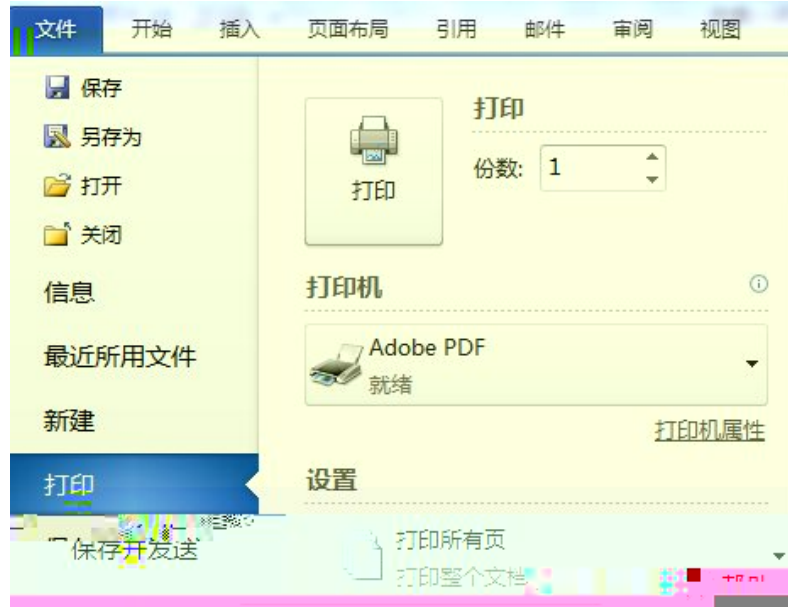 文件 开始 插入 页面布局 引用 邮件 审阅 视图
保存
另存为
打开
关闭
信息
最近所用文件
新建
打印
保存并发送
打印
打印
份数: 1
打印机
Adobe PDF
就绪
打印机属性
设置
打印所有页
打印整个文档